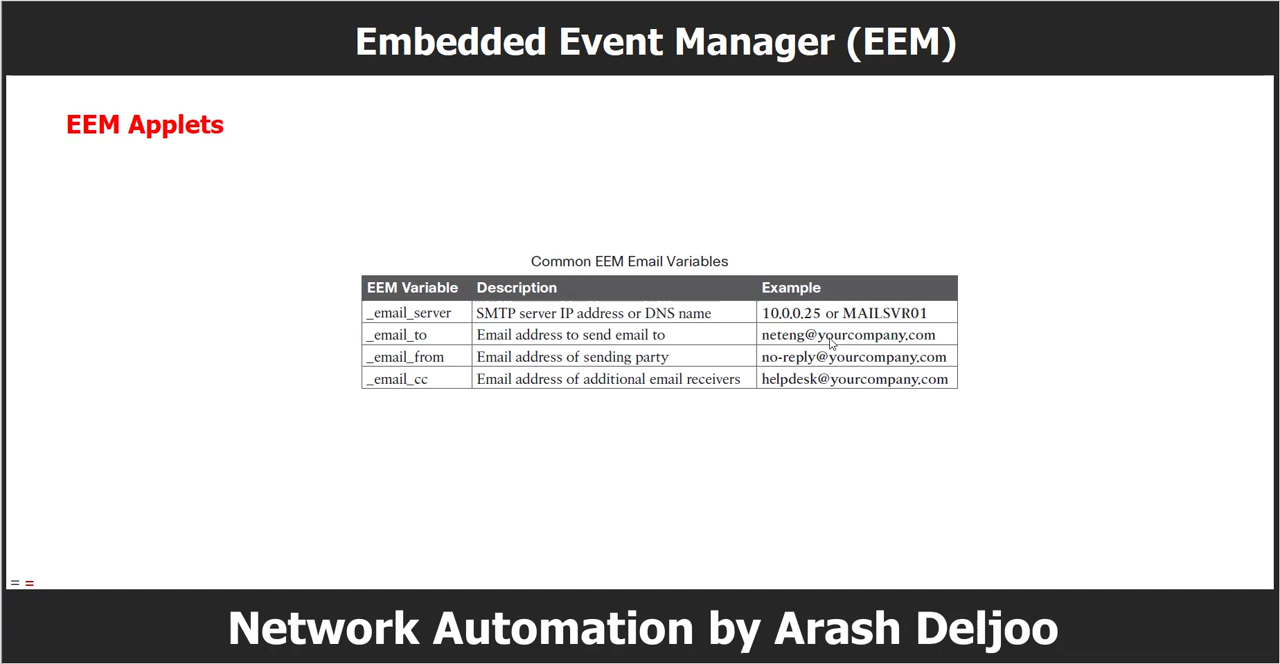 Embedded Event Manager (EEM)
EEM Applets
Common EEM Email Variables
EEM Variable Description Example
_email_server SMTP server IP address or DNS name 10.0.0.25 or MAILSVR01
_email_to Email address to send email to neteng@yourcompany.com
_email_from Email address of sending party no-reply@yourcompany.com
_email_cc Email address of additional email receivers helpdesk@yourcompany.com
= =
Network Automation by Arash Deljoo